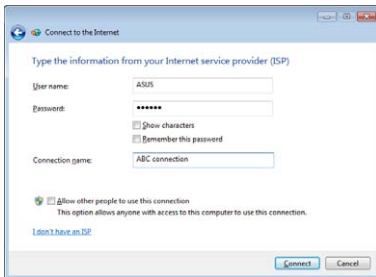 Connect to the Internet
Type the information from your Internet service provider (ISP)
User name: ASUS
Password: ••••••
Show characters
Remember this password
Connection name: ABC connection
Allow other people to use this connection
This option allows anyone with access to this computer to use this connection.
I don't have an ISP
Connect Cancel